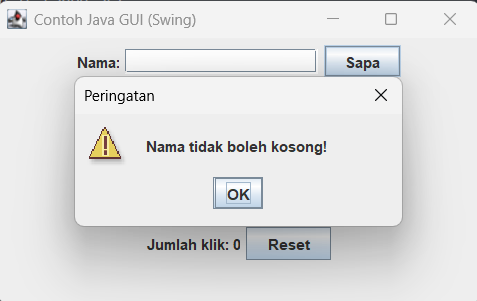 Contoh Java GUI (Swing)
Nama: Sapa
Peringatan
Nama tidak boleh kosong!
OK
Jumlah klik: 0 Reset